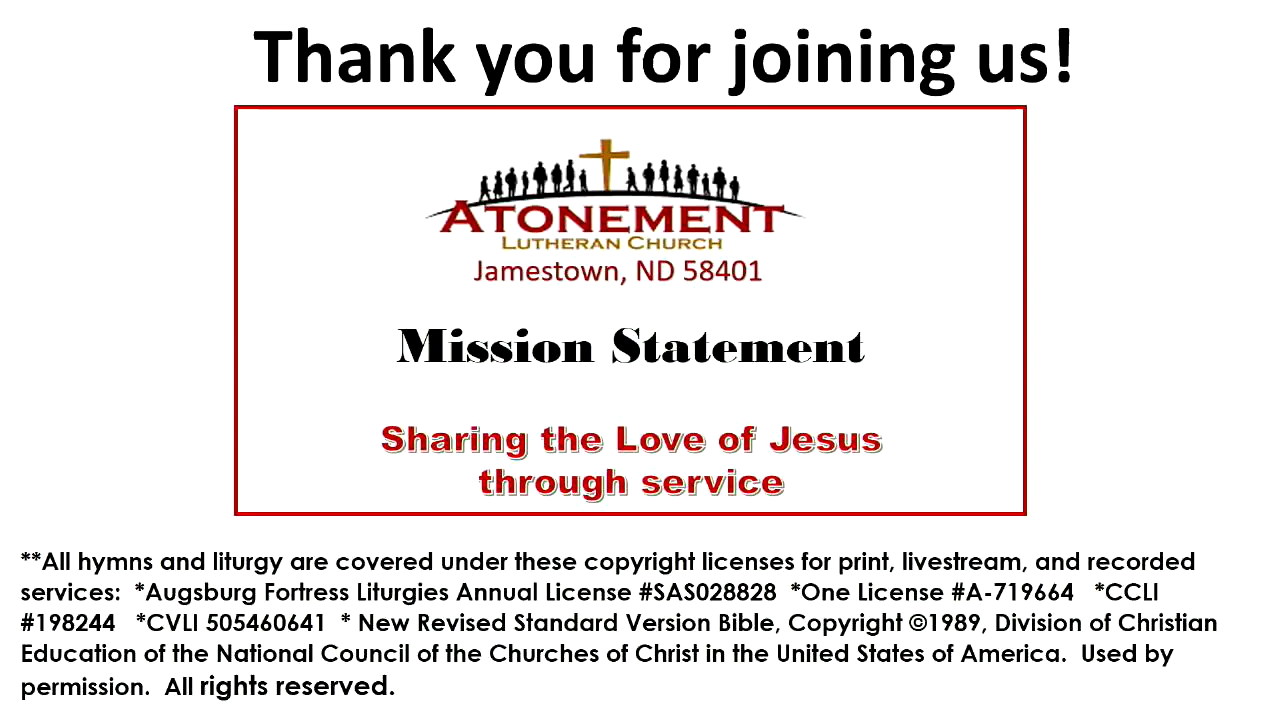 Thank you for joining us!
ATONEMENT
LUTHERAN CHURCH
Jamestown, ND 58401
Mission Statement
Sharing the Love of Jesus
through service
**All hymns and liturgy are covered under these copyright licenses for print, livestream, and recorded
services:  *Augsburg Fortress Liturgies Annual License #SAS028828  *One License #A-719664   *CCLI
#198244   *CVLI 505460641  * New Revised Standard Version Bible, Copyright ©1989, Division of Christian
Education of the National Council of the Churches of Christ in the United States of America.  Used by
permission.  All rights reserved.